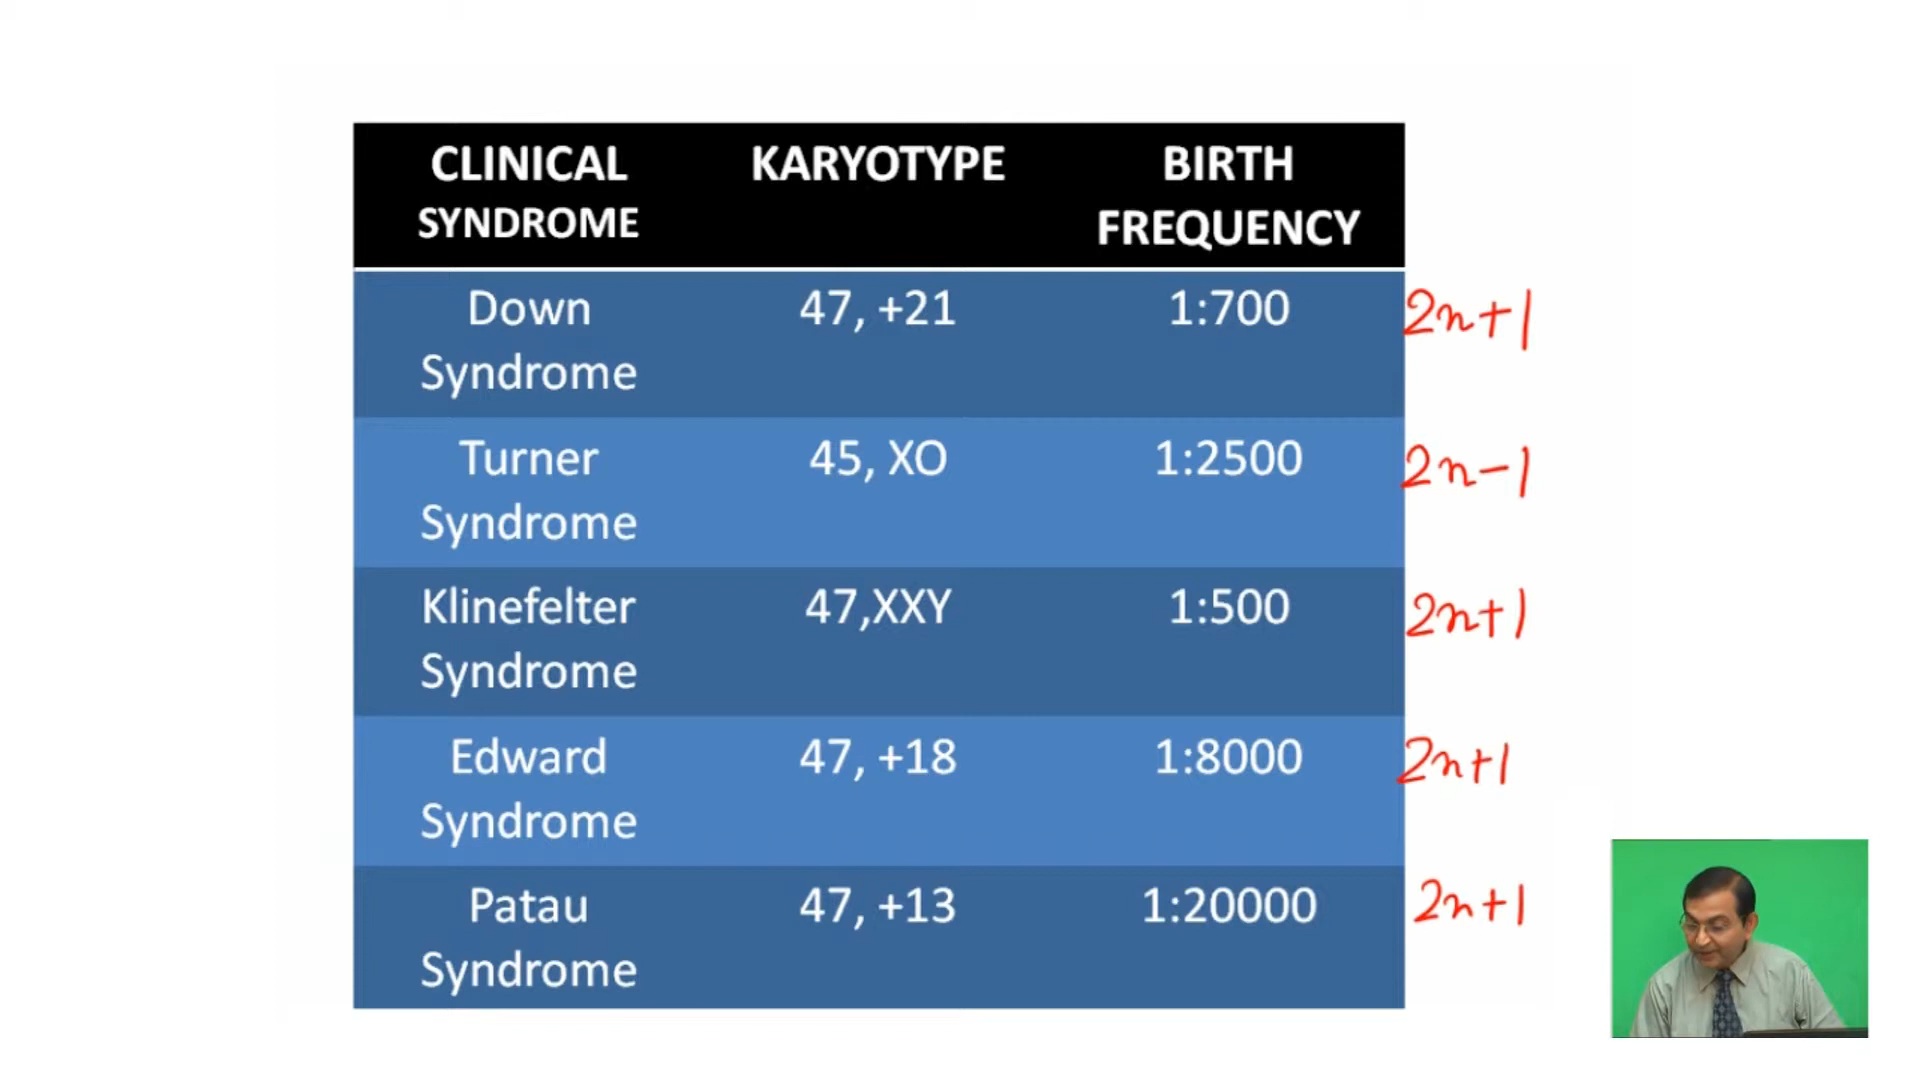 CLINICAL SYNDROME KARYOTYPE BIRTH FREQUENCY
Down Syndrome 47, +21 1:700 2n+1
Turner Syndrome 45, XO 1:2500 2n-1
Klinefelter Syndrome 47,XXY 1:500 2n+1
Edward Syndrome 47, +18 1:8000 2n+1
Patau Syndrome 47, +13 1:20000 2n+1